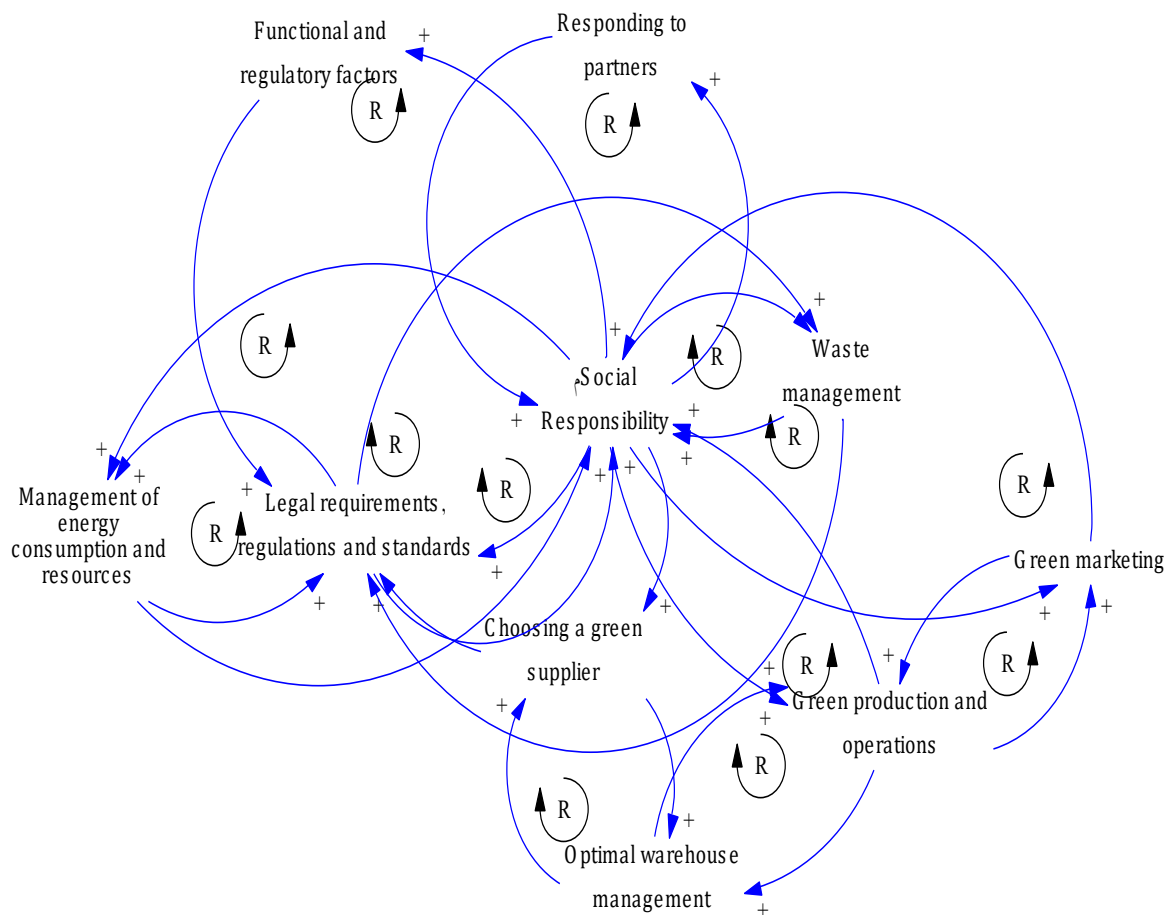 Functional and
regulatory factors
+
R
Responding to
partners
+
R
+
+
R
R
Waste
management
م
Social
Responsibility
+
+
+
R
R
R
+
+
Management of
energy
consumption and
resources
R
+
Legal requirements,
regulations and standards
+
+
+
+
+
R
Green marketing
+
+
Choosing a green
supplier
+
+
+
R
R
+
Green production and
operations
+
+
R
R
+
Optimal warehouse
management
+